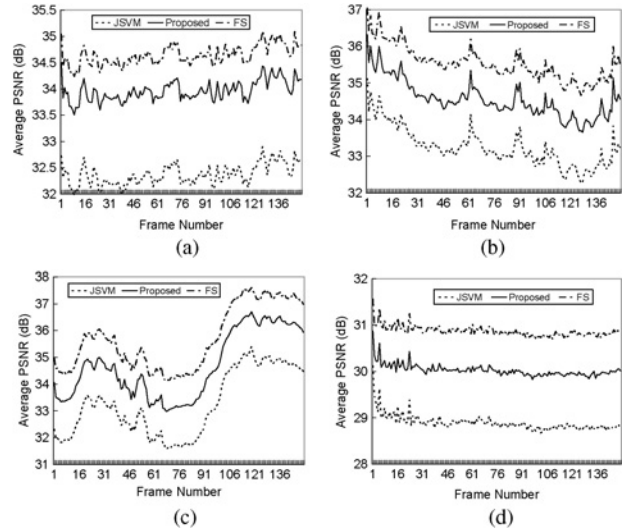 Average PSNR (dB)
35.5
35
34.5
34
33.5
33
32.5
32
JSVM Proposed FS
1 16 31 46 61 76 91 106 121 136
Frame Number
(a)
Average PSNR (dB)
37
36
35
34
33
32
JSVM Proposed FS
1 16 31 46 61 76 91 106 121 136
Frame Number
(b)
Average PSNR (dB)
38
37
36
35
34
33
32
31
JSVM Proposed FS
1 16 31 46 61 76 91 106 121 136
Frame Number
(c)
Average PSNR (dB)
31
31
30
29
28
JSVM Proposed FS
1 16 31 46 61 76 91 106 121 136
Frame Number
(d)